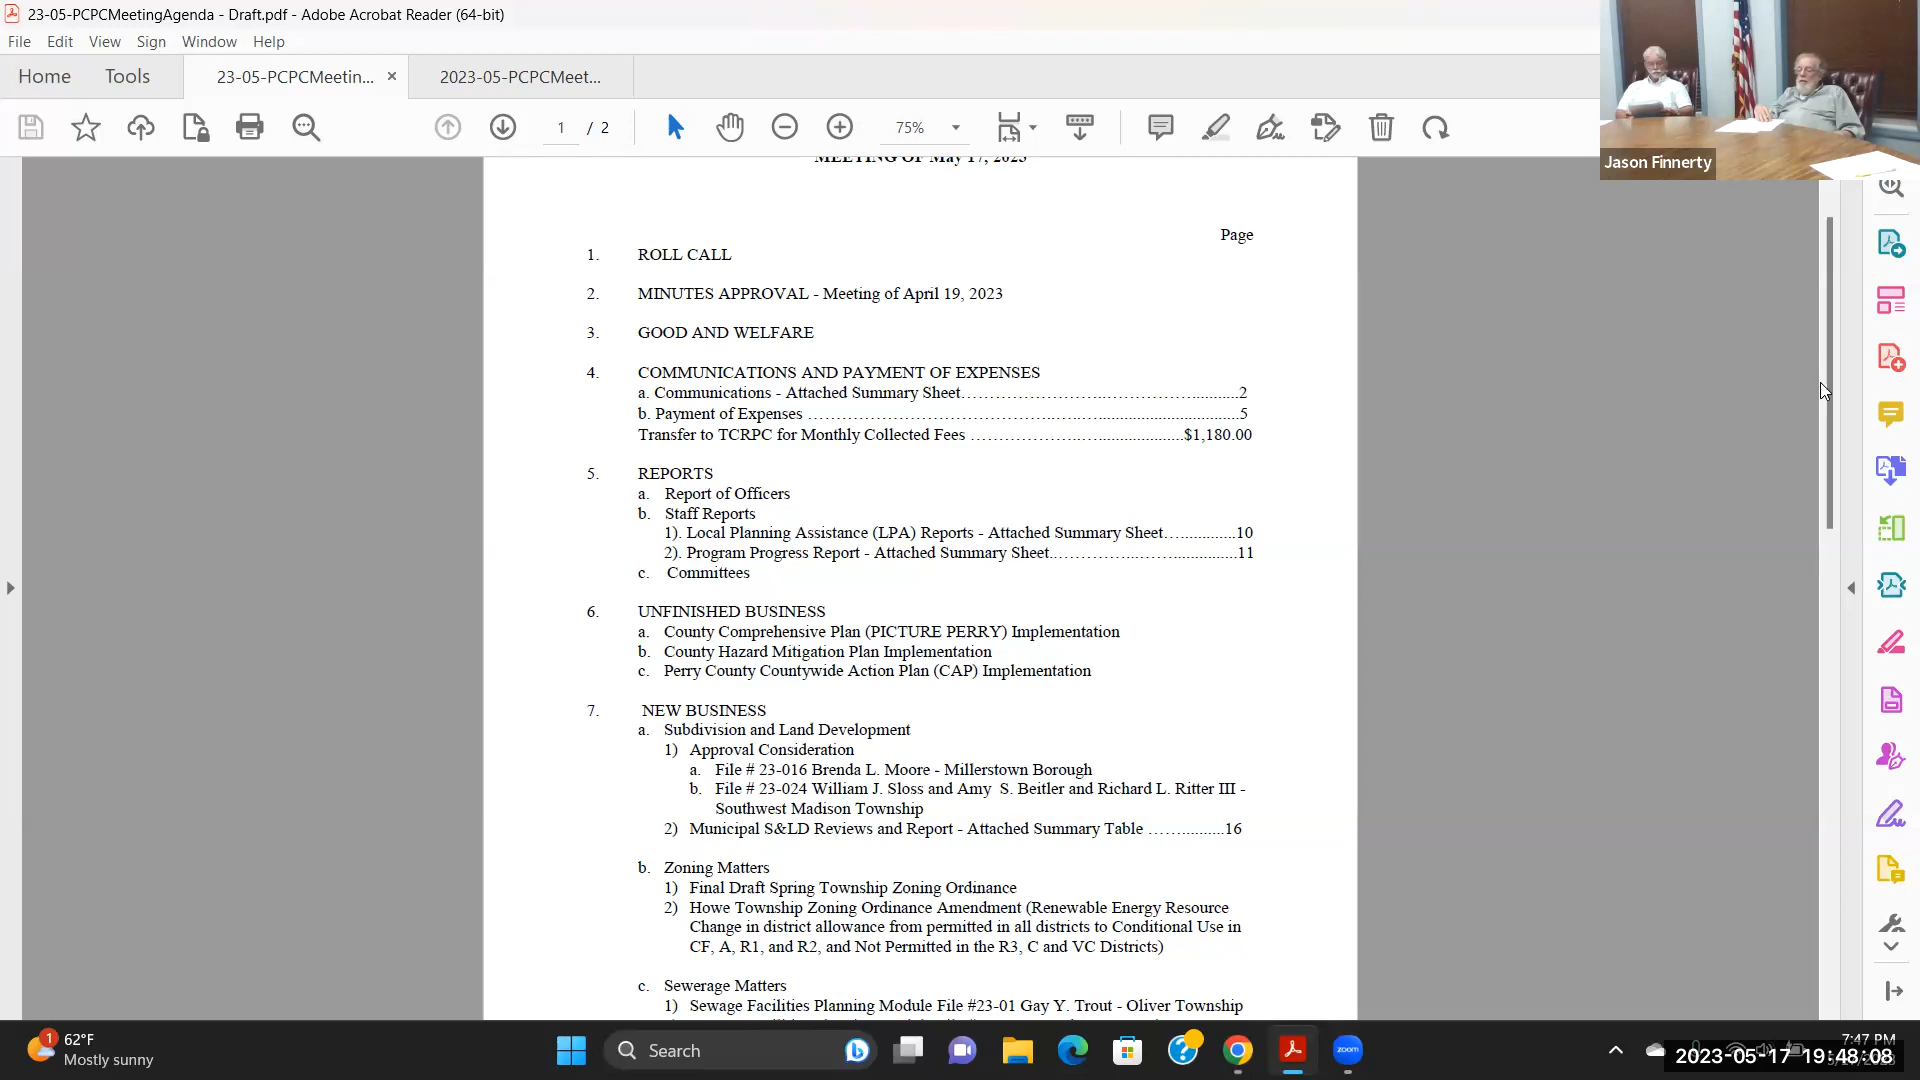 23-05-PCPCMeetingAgenda - Draft.pdf - Adobe Acrobat Reader (64-bit)
File Edit View Sign Window Help
Home Tools 23-05-PCPCMeetin... × 2023-05-PCPCMeet...
1 / 2 75%
Jason Finnerty
MEETING OF May 17, 2023
Page
1. ROLL CALL
2. MINUTES APPROVAL - Meeting of April 19, 2023
3. GOOD AND WELFARE
4. COMMUNICATIONS AND PAYMENT OF EXPENSES
a. Communications - Attached Summary Sheet.................................................2
b. Payment of Expenses .................................................5
Transfer to TCRPC for Monthly Collected Fees .................................................$1,180.00
5. REPORTS
a. Report of Officers
b. Staff Reports
1). Local Planning Assistance (LPA) Reports - Attached Summary Sheet...............10
2). Program Progress Report - Attached Summary Sheet.................................11
c. Committees
6. UNFINISHED BUSINESS
a. County Comprehensive Plan (PICTURE PERRY) Implementation
b. County Hazard Mitigation Plan Implementation
c. Perry County Countywide Action Plan (CAP) Implementation
7. NEW BUSINESS
a. Subdivision and Land Development
1) Approval Consideration
a. File # 23-016 Brenda L. Moore - Millerstown Borough
b. File # 23-024 William J. Sloss and Amy S. Beitler and Richard L. Ritter III -
Southwest Madison Township
2) Municipal S&LD Reviews and Report - Attached Summary Table ...............16
b. Zoning Matters
1) Final Draft Spring Township Zoning Ordinance
2) Howe Township Zoning Ordinance Amendment (Renewable Energy Resource
Change in district allowance from permitted in all districts to Conditional Use in
CF, A, R1, and R2, and Not Permitted in the R3, C and VC Districts)
c. Sewerage Matters
1) Sewage Facilities Planning Module File #23-01 Gay Y. Trout - Oliver Township
1
62°F
Mostly sunny
Search
zoom
7:47 PM
2023-05-17 19:48:08